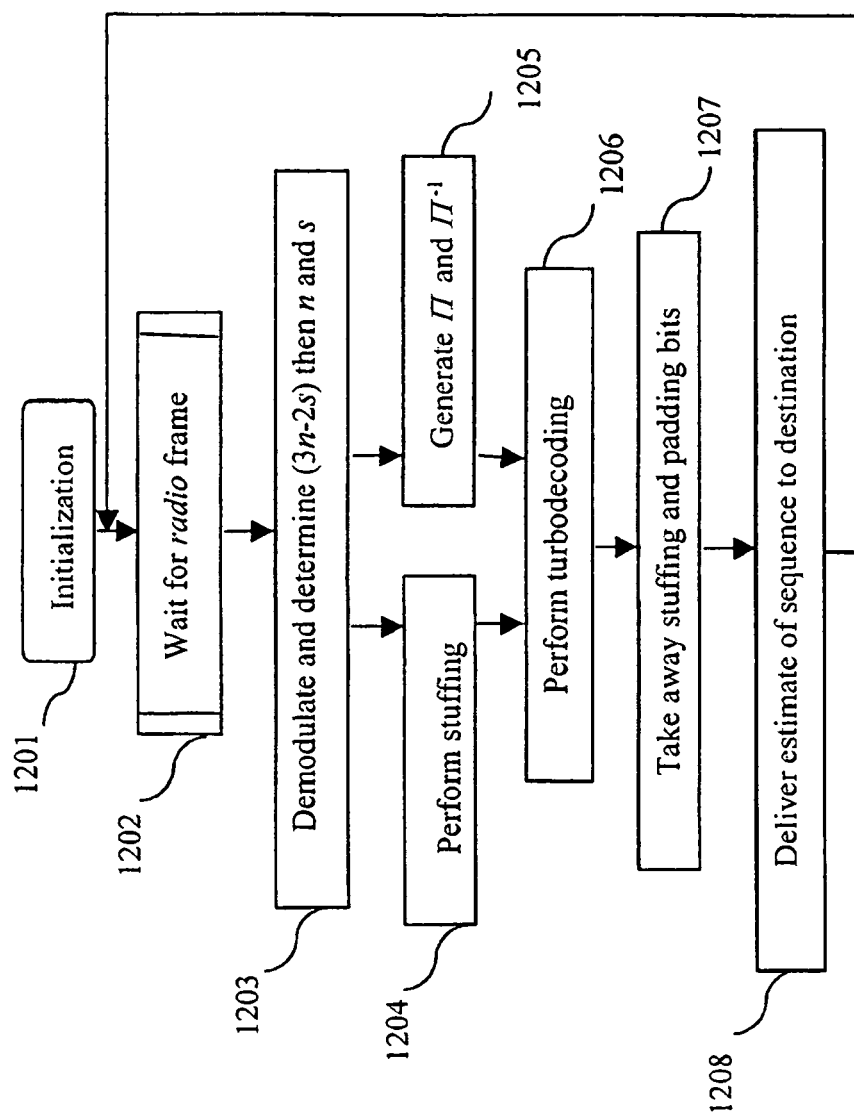 Initialization
1201
Wait for radio frame
1202
Demodulate and determine (3n-2s) then n and s
1203
Perform stuffing
1204
Generate Π and Π⁻¹
1205
Perform turbodecoding
1206
Take away stuffing and padding bits
1207
Deliver estimate of sequence to destination
1208